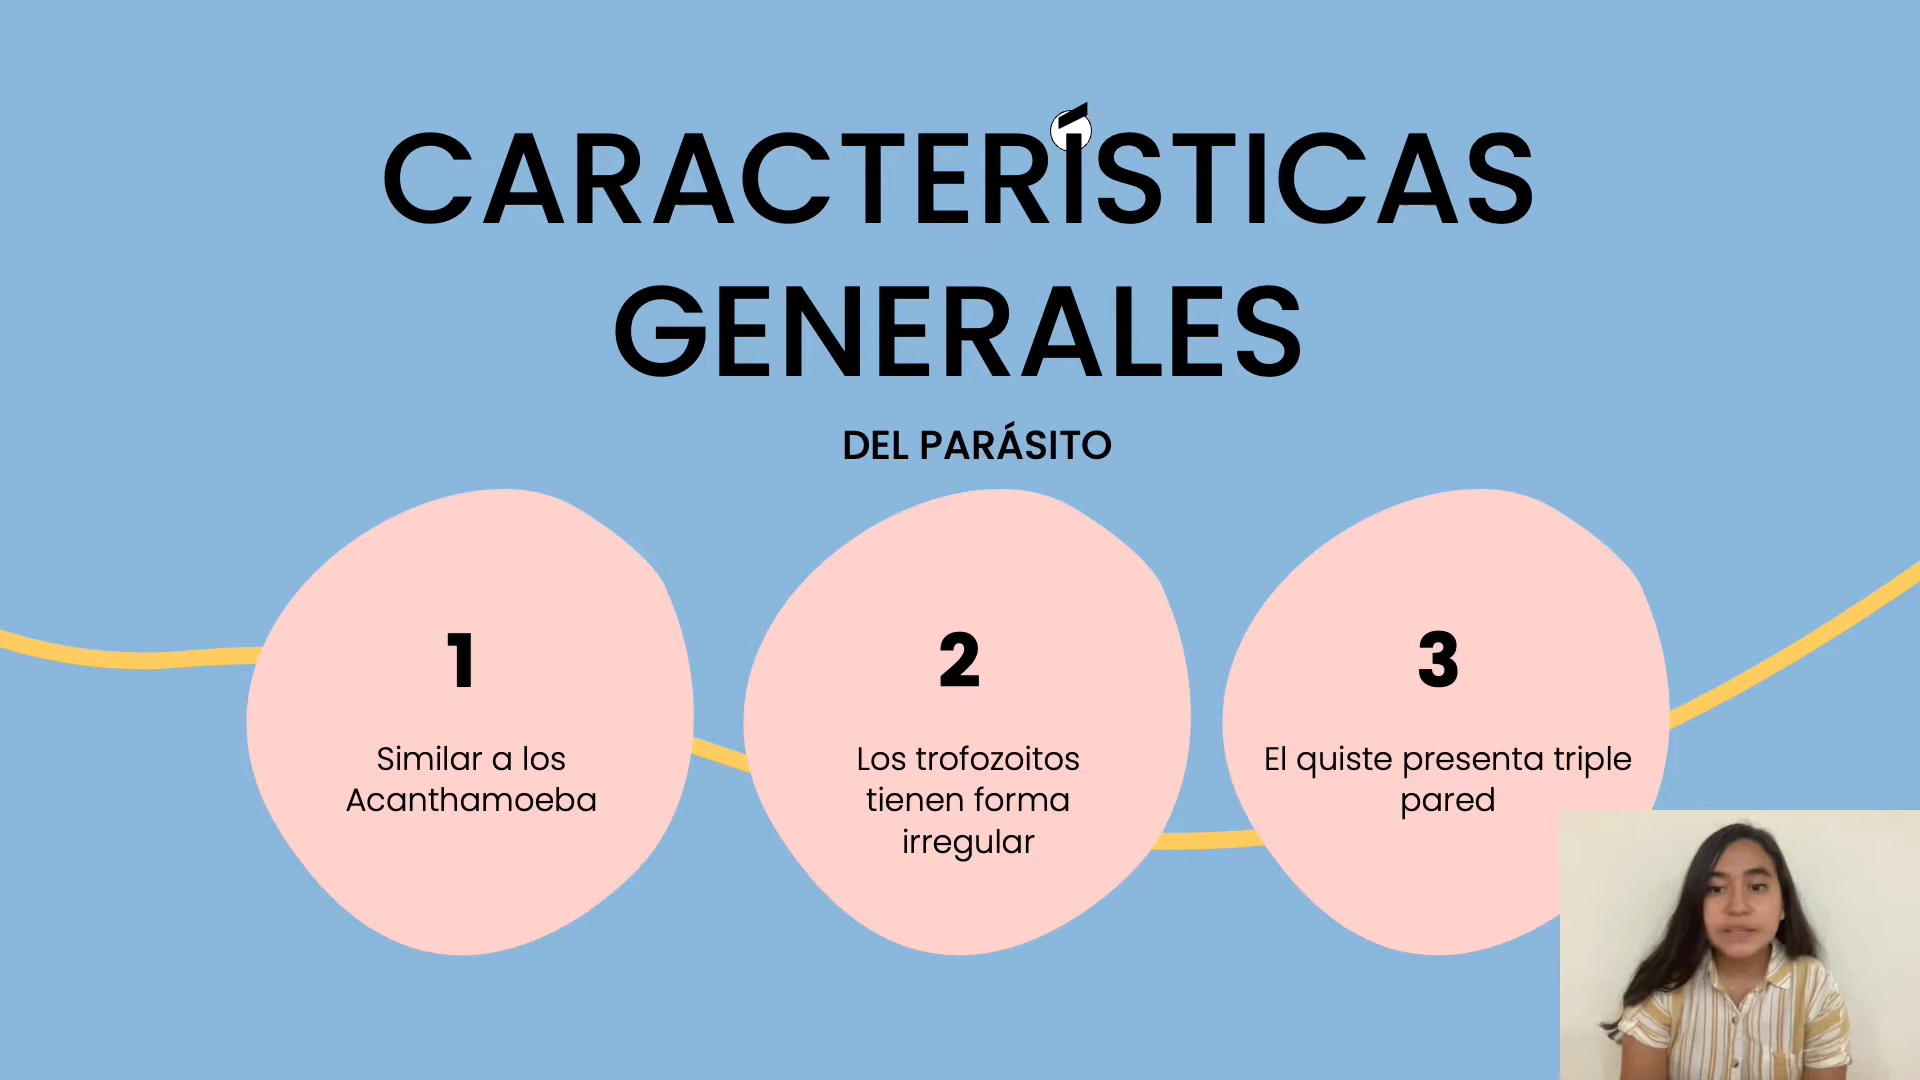 CARACTERÍSTICAS
GENERALES
DEL PARÁSITO
1
Similar a los
Acanthamoeba
2
Los trofozoitos
tienen forma
irregular
3
El quiste presenta triple
pared